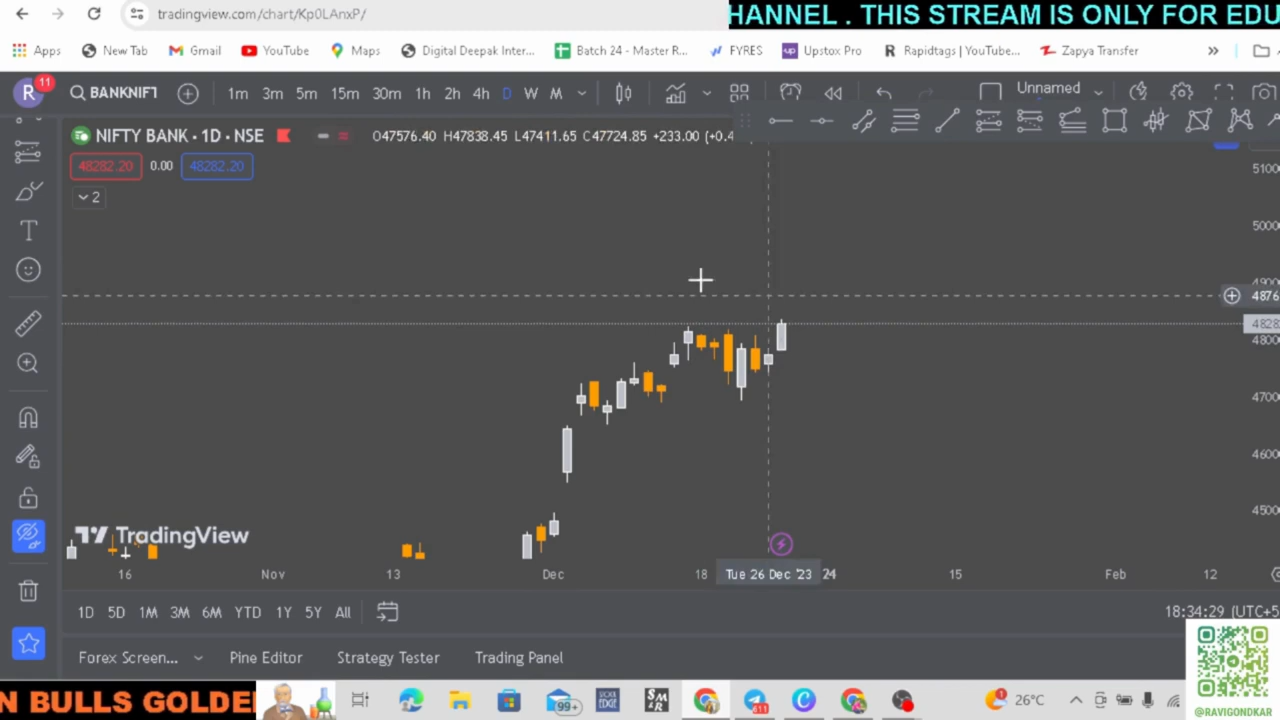 tradingview.com/chart/Kp0LAnxP/
HANNEL . THIS STREAM IS ONLY FOR EDU
Apps New Tab Gmail YouTube Maps Digital Deepak Inter... Batch 24 - Master R... FYRES Upstox Pro Rapidtags | YouTube... Zapya Transfer »
R 11 BANKNIFT 1m 3m 5m 15m 30m 1h 2h 4h D W M Unnamed
NIFTY BANK · 1D · NSE O47576.40 H47838.45 L47411.65 C47724.85 +233.00 (+0.4
48282.20 0.00 48282.20
2
5100
5000
4900
4876
4828
4800
4700
4600
4500
TradingView
16 Nov 13 Dec 18 Tue 26 Dec '23 24 15 Feb 12
1D 5D 1M 3M 6M YTD 1Y 5Y All 18:34:29 (UTC+5
Forex Screen... Pine Editor Strategy Tester Trading Panel
N BULLS GOLDE
99+
611
26°C
@RAVIGONDKAR